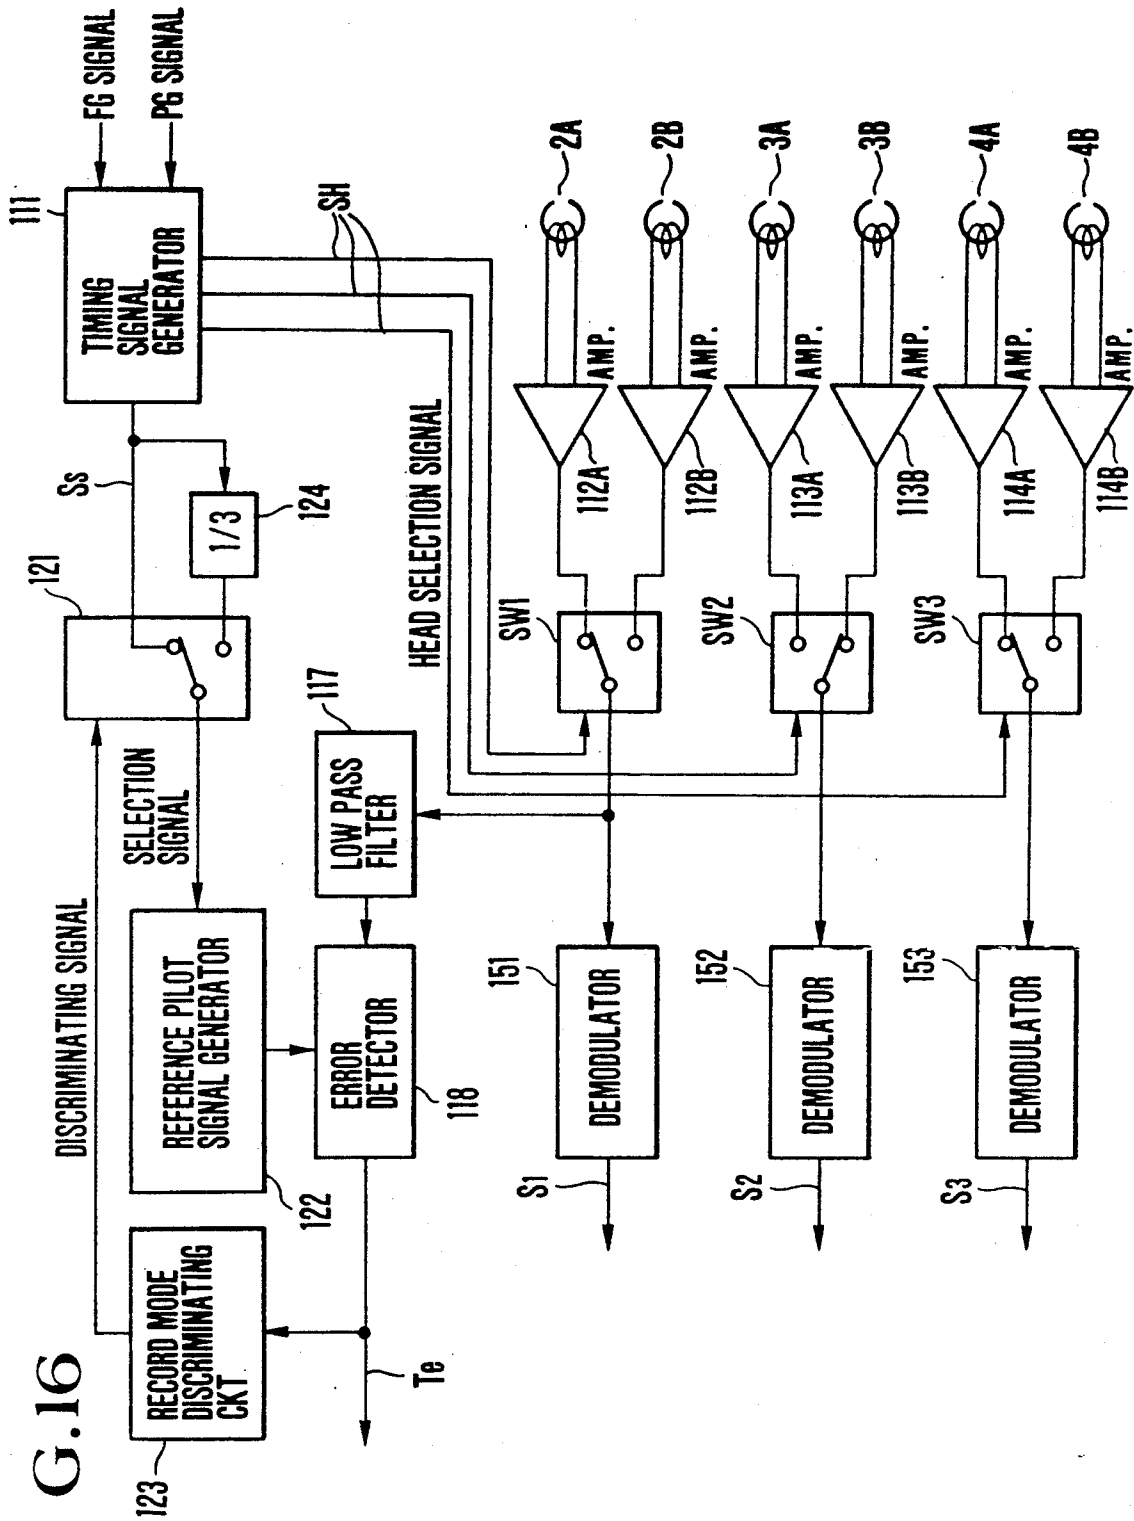 G.16
FG SIGNAL
PG SIGNAL
111
TIMING
SIGNAL
GENERATOR
SH
Ss
1/3
124
121
HEAD SELECTION SIGNAL
SELECTION
SIGNAL
DISCRIMINATING SIGNAL
117
LOW PASS
FILTER
REFERENCE PILOT
SIGNAL GENERATOR
122
ERROR
DETECTOR
118
RECORD MODE
DISCRIMINATING
CKT
123
Te
2A
2B
3A
3B
4A
4B
AMP.
AMP.
AMP.
AMP.
AMP.
AMP.
112A
112B
113A
113B
114A
114B
SW1
SW2
SW3
151
DEMODULATOR
S1
152
DEMODULATOR
S2
153
DEMODULATOR
S3